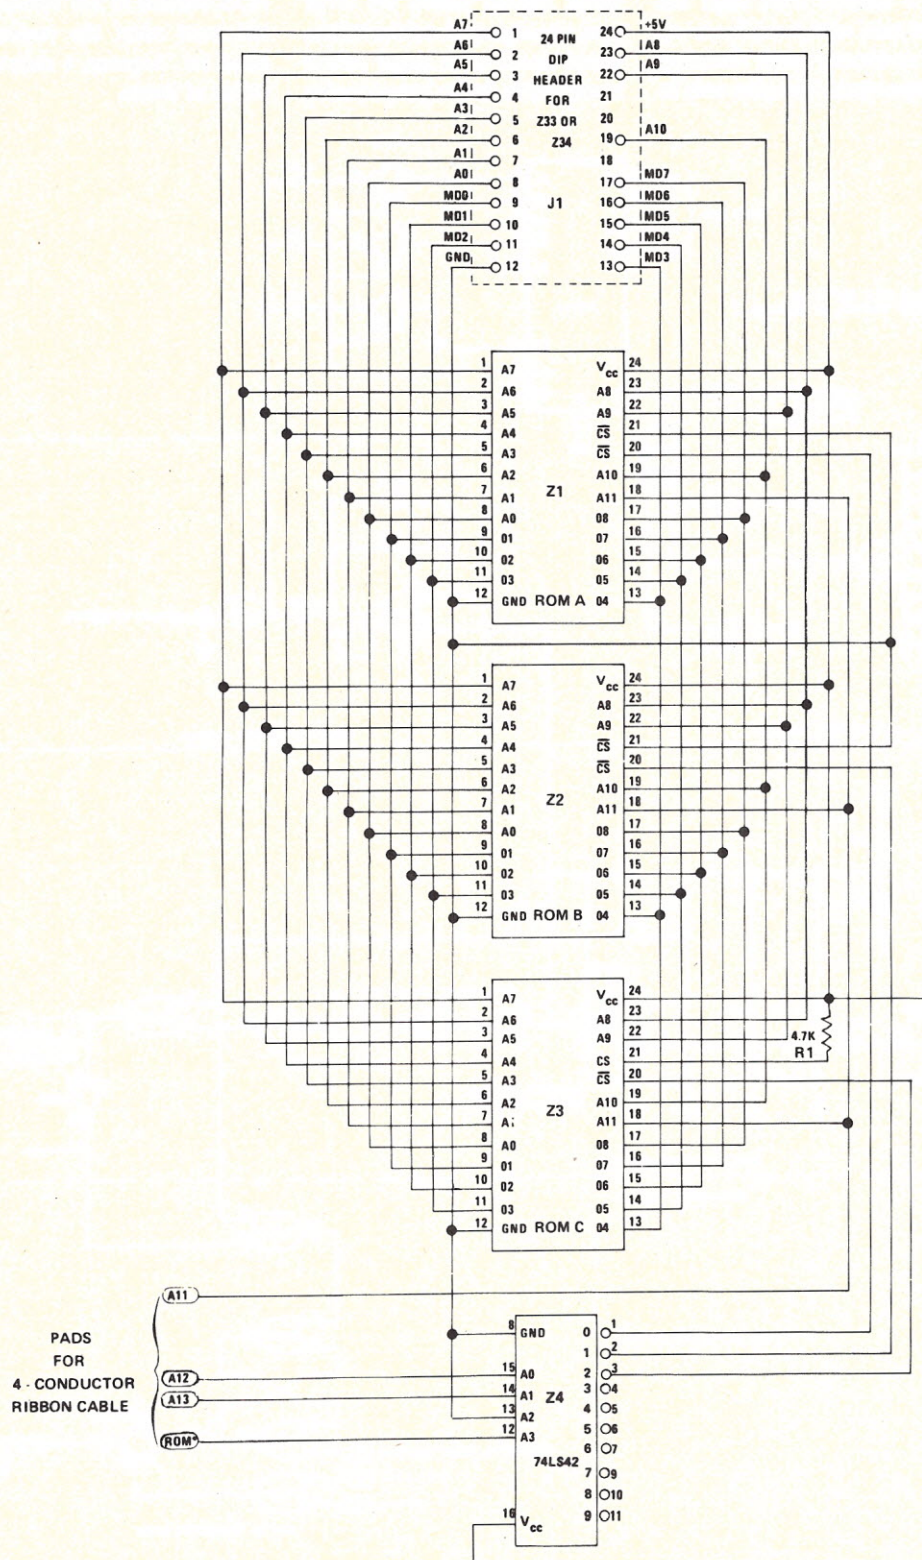 A7 1 24 PIN 24 +5V
A6 2 DIP 23 A8
A5 3 HEADER 22 A9
A4 4 FOR 21
A3 5 Z33 OR 20
A2 6 Z34 19 A10
A1 7 18
A0 8 17 MD7
MD0 9 J1 16 MD6
MD1 10 15 MD5
MD2 11 14 MD4
GND 12 13 MD3
1 A7 Vcc 24
2 A6 A8 23
3 A5 A9 22
4 A4 C̅S̅ 21
5 A3 C̅S̅ 20
6 A2 A10 19
7 A1 Z1 A11 18
8 A0 08 17
9 01 07 16
10 02 06 15
11 03 05 14
12 GND ROM A 04 13
1 A7 Vcc 24
2 A6 A8 23
3 A5 A9 22
4 A4 C̅S̅ 21
5 A3 C̅S̅ 20
6 A2 A10 19
7 A1 Z2 A11 18
8 A0 08 17
9 01 07 16
10 02 06 15
11 03 05 14
12 GND ROM B 04 13
1 A7 Vcc 24
2 A6 A8 23
3 A5 A9 22
4 A4 CS 21
5 A3 C̅S̅ 20
6 A2 A10 19
7 A1 Z3 A11 18
8 A0 08 17
9 01 07 16
10 02 06 15
11 03 05 14
12 GND ROM C 04 13
4.7K
R1
PADS
FOR
4 - CONDUCTOR
RIBBON CABLE
A11
A12
A13
ROM*
8 GND 0 1
1 2
15 A0 2 3
14 A1 Z4 3 4
13 A2 4 5
12 A3 5 6
6 7
74LS42
7 9
8 10
16 Vcc 9 11